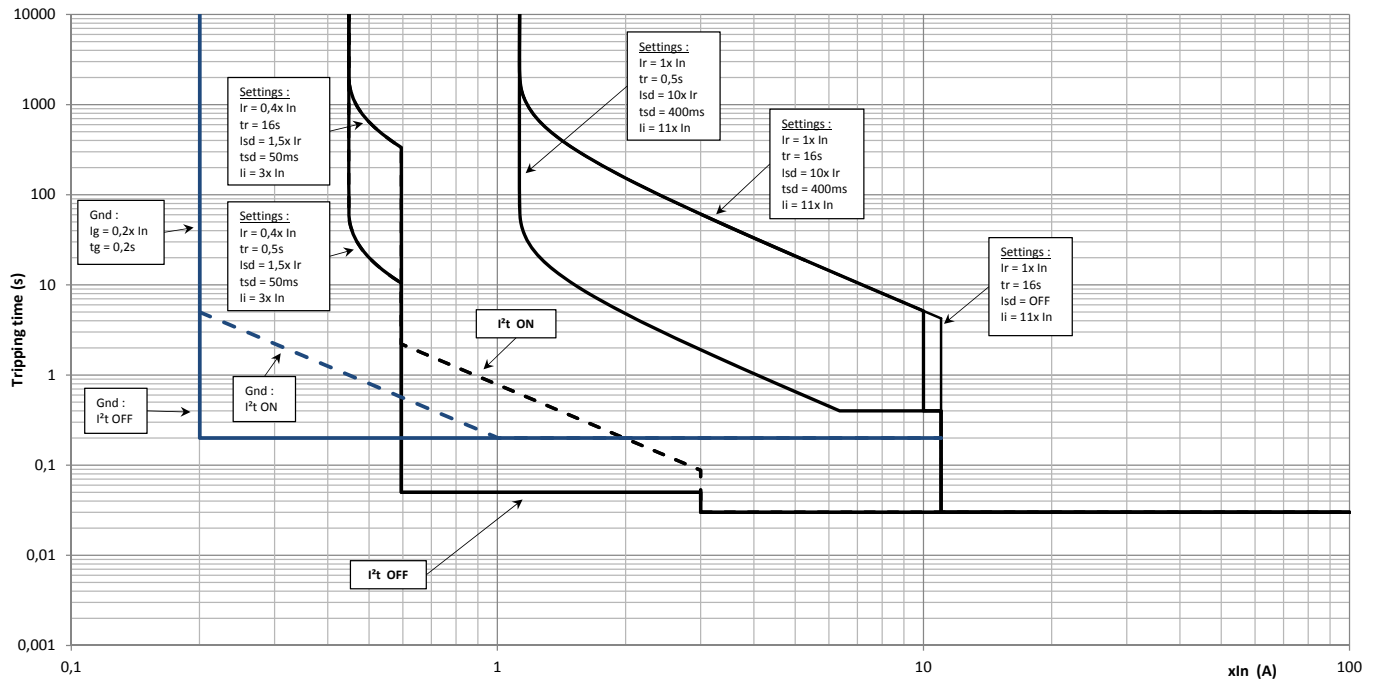 10000
1000
100
10
1
0,1
0,01
0,001
Tripping time (s)
0,1
1
10
100
xIn (A)
Settings :
Ir = 0,4x In
tr = 16s
Isd = 1,5x Ir
tsd = 50ms
Ii = 3x In
Settings :
Ir = 1x In
tr = 0,5s
Isd = 10x Ir
tsd = 400ms
Ii = 11x In
Settings :
Ir = 1x In
tr = 16s
Isd = 10x Ir
tsd = 400ms
Ii = 11x In
Gnd :
Ig = 0,2x In
tg = 0,2s
Settings :
Ir = 0,4x In
tr = 0,5s
Isd = 1,5x Ir
tsd = 50ms
Ii = 3x In
Settings :
Ir = 1x In
tr = 16s
Isd = OFF
Ii = 11x In
I²t ON
Gnd :
I²t OFF
Gnd :
I²t ON
I²t OFF